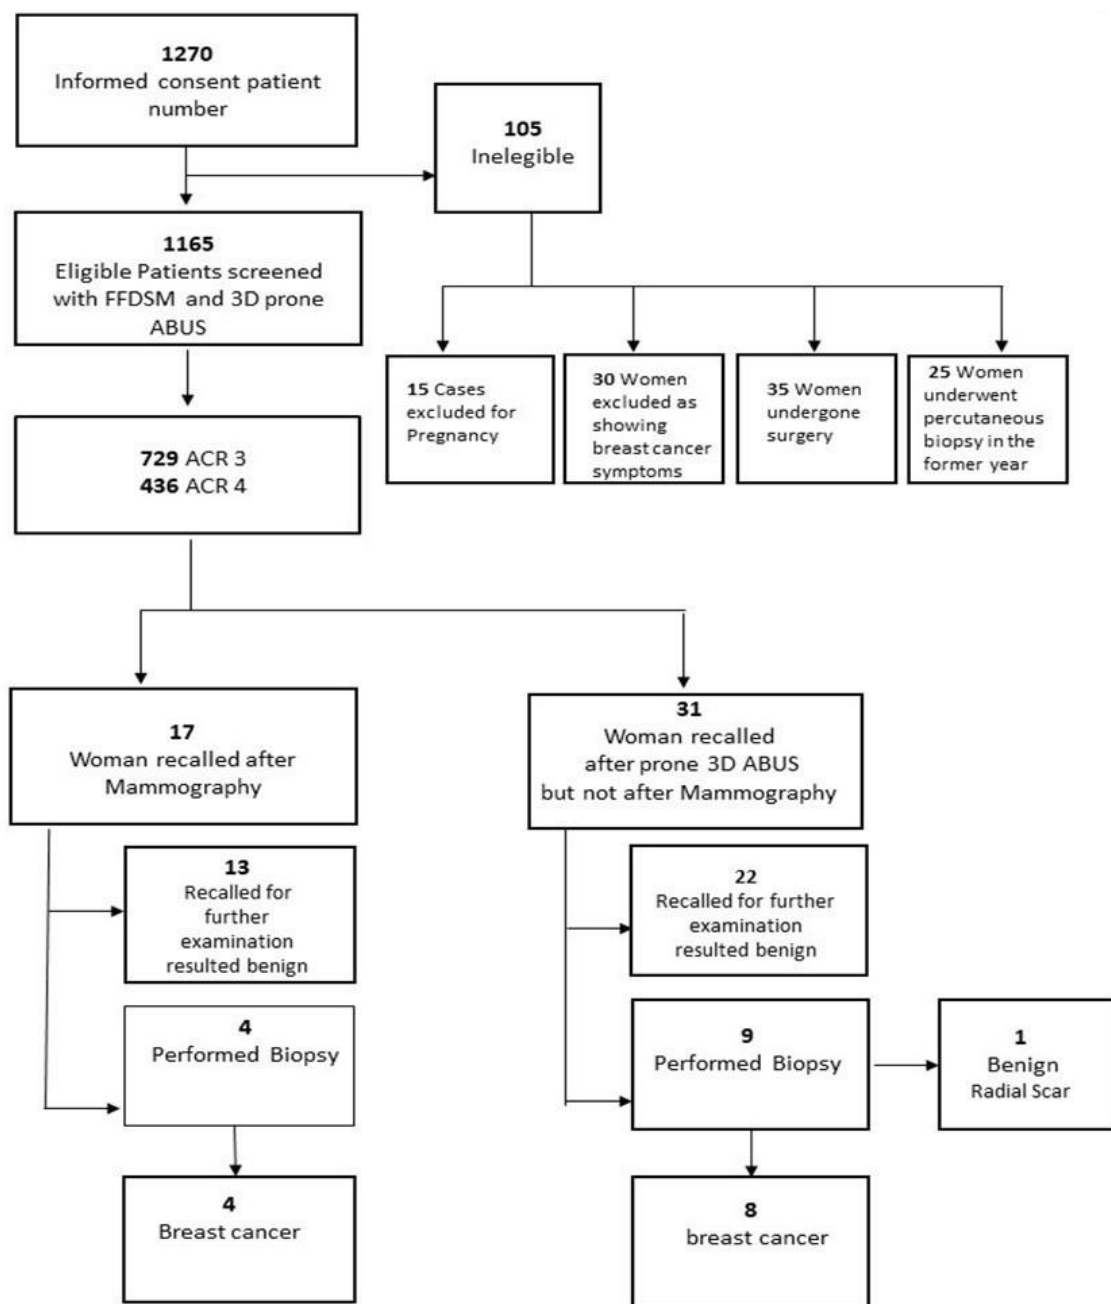 1270
Informed consent patient
number
105
Inelegible
1165
Eligible Patients screened
with FFDSM and 3D prone
ABUS
15 Cases
excluded for
Pregnancy
30 Women
excluded as
showing
breast cancer
symptoms
35 Women
undergone
surgery
25 Women
underwent
percutaneous
biopsy in the
former year
729 ACR 3
436 ACR 4
17
Woman recalled after
Mammography
31
Woman recalled
after prone 3D ABUS
but not after Mammography
13
Recalled for
further
examination
resulted benign
22
Recalled for further
examination
resulted benign
4
Performed Biopsy
9
Performed Biopsy
1
Benign
Radial Scar
4
Breast cancer
8
breast cancer